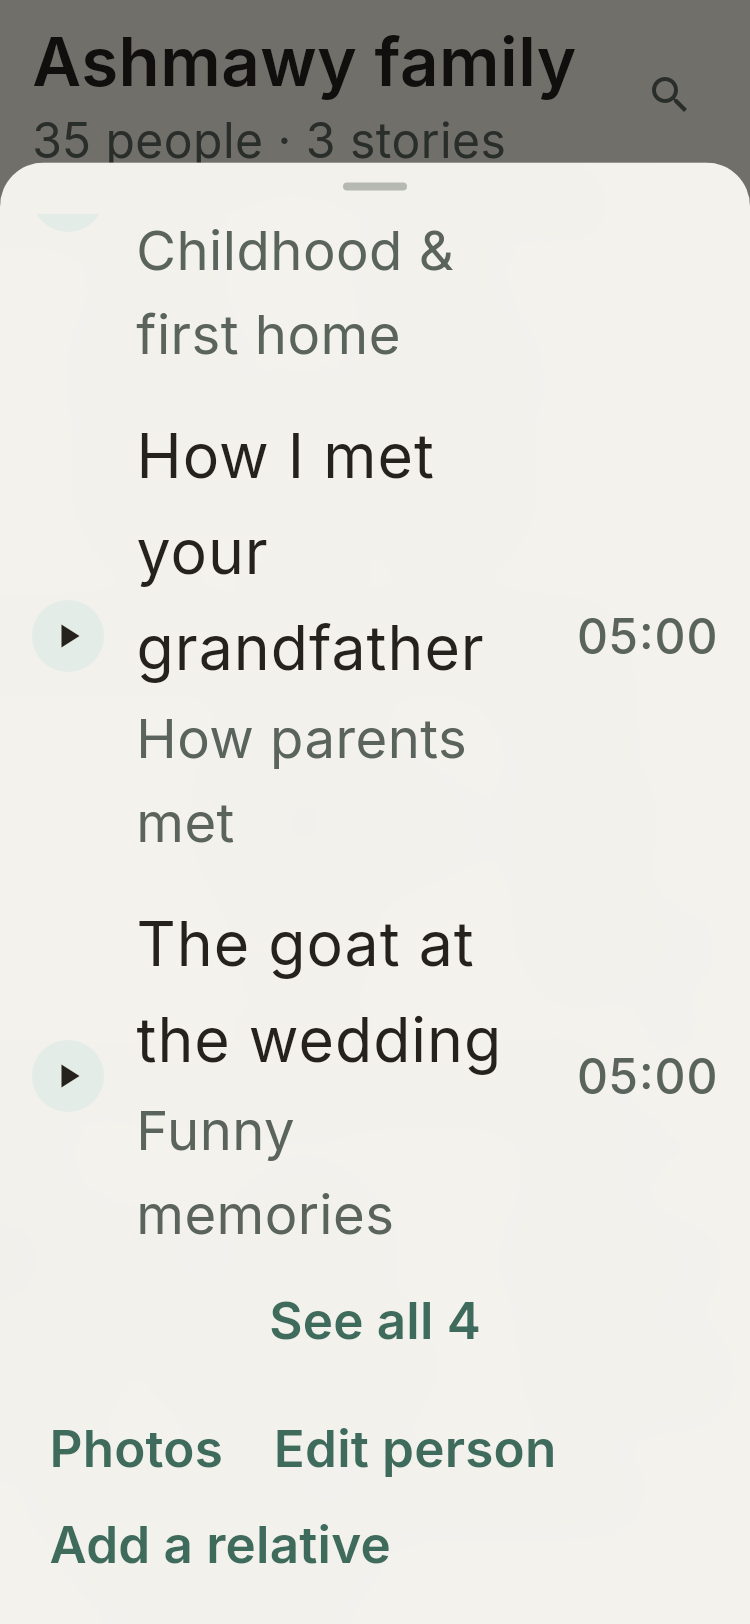 Ashmawy family
35 people · 3 stories
Childhood &
first home
How I met
your
grandfather
05:00
How parents
met
The goat at
the wedding
05:00
Funny
memories
See all 4
Photos
Edit person
Add a relative